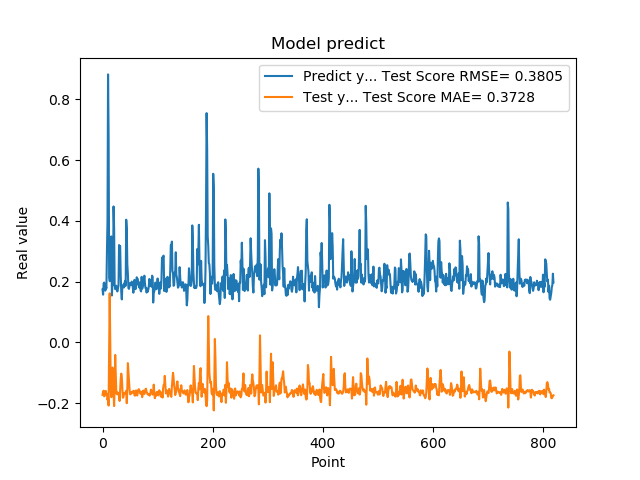 Model predict
Predict y... Test Score RMSE= 0.3805
Test y... Test Score MAE= 0.3728
Real value
0.8
0.6
0.4
0.2
0.0
−0.2
0 200 400 600 800
Point